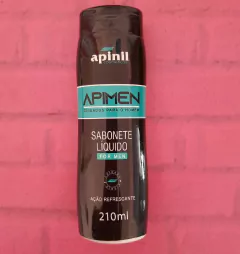 apinil
APIMEN
SABONETE
LÍQUIDO
FOR MEN
AÇÃO REFRESCANTE
210ml